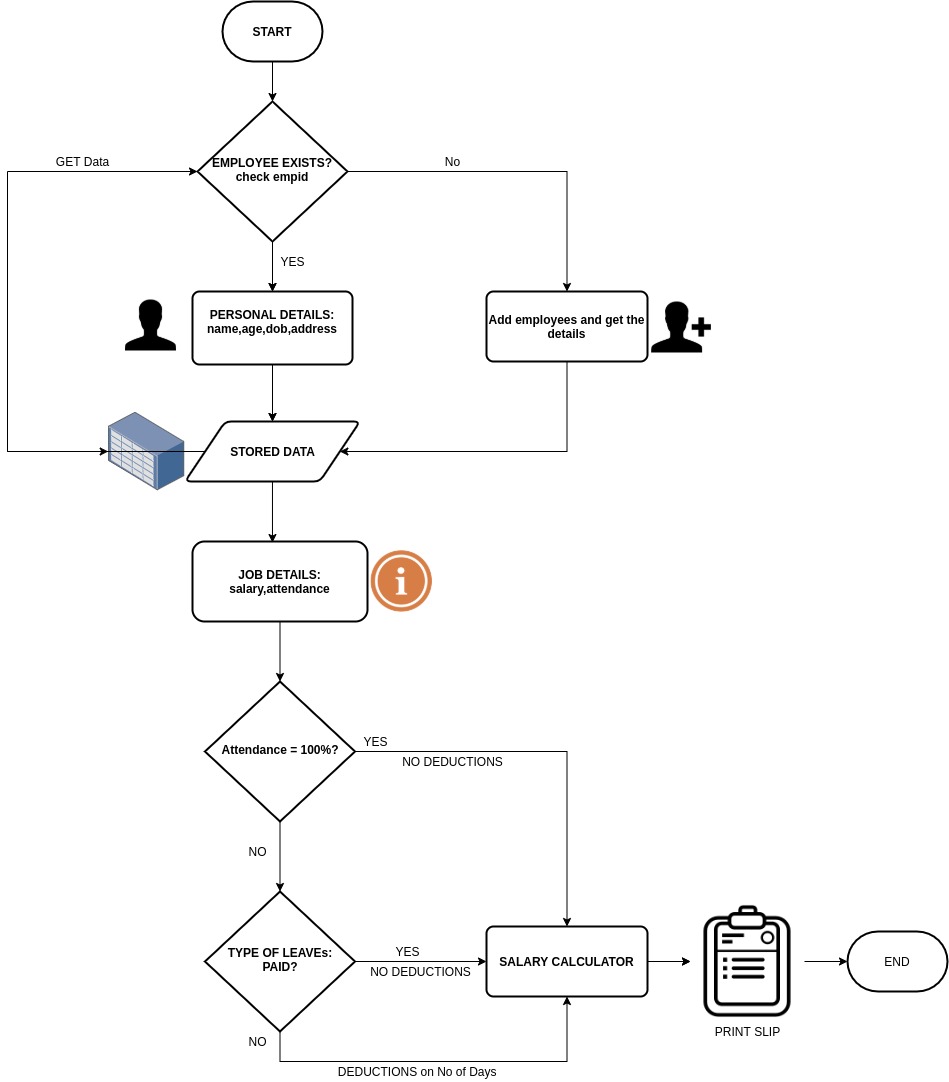 START
EMPLOYEE EXISTS?
check empid
GET Data
No
YES
PERSONAL DETAILS:
name,age,dob,address
Add employees and get the
details
STORED DATA
JOB DETAILS:
salary,attendance
i
Attendance = 100%?
YES
NO DEDUCTIONS
NO
TYPE OF LEAVEs:
PAID?
YES
NO DEDUCTIONS
SALARY CALCULATOR
END
PRINT SLIP
NO
DEDUCTIONS on No of Days